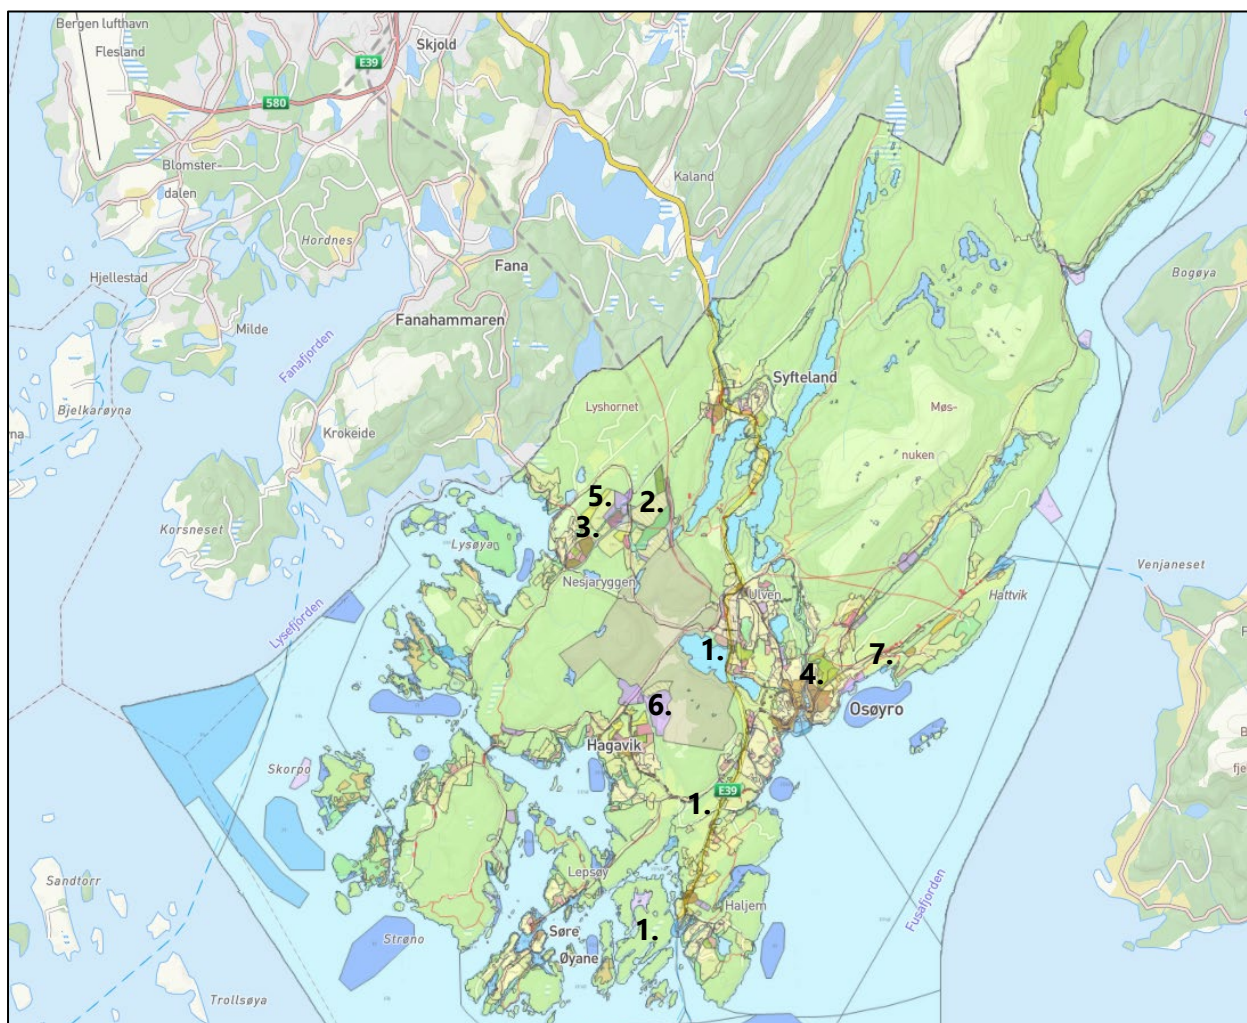 Bergen lufthavn
Flesland
Skjold
E39
580
Blomster-
dalen
Kaland
Hordnes
Fana
Hjellestad
Bogøya
Milde
Fanahammaren
Fanafjorden
Syfteland
Bjelkarøyna
Lyshornet
Møs-
nuken
Krokeide
5.
2.
3.
Korsneset
Lysøya
Nesjaryggen
Venjaneset
Ulven
Hattvik
Lysefjorden
1.
7.
4.
6.
Osøyro
Hagavik
Skorpo
E39
1.
Lepsøy
Sandtorr
Haljem
Fusafjorden
Søre
1.
Strøno
Øyane
Trollsøya